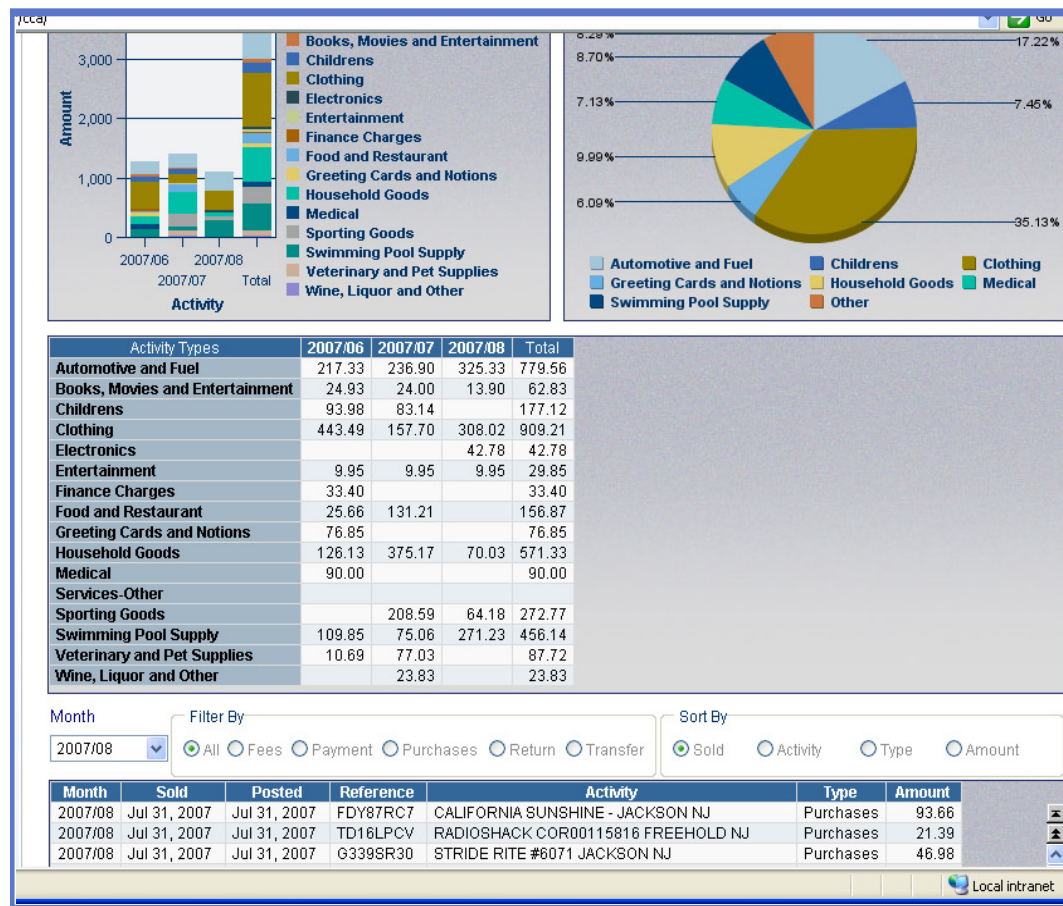 /cca/
Go
3,000
2,000
1,000
0
Amount
2007/06
2007/08
2007/07
Total
Activity
Books, Movies and Entertainment
Childrens
Clothing
Electronics
Entertainment
Finance Charges
Food and Restaurant
Greeting Cards and Notions
Household Goods
Medical
Sporting Goods
Swimming Pool Supply
Veterinary and Pet Supplies
Wine, Liquor and Other
8.29%
17.22%
8.70%
7.13%
7.45%
9.99%
6.09%
35.13%
Automotive and Fuel Childrens Clothing
Greeting Cards and Notions Household Goods Medical
Swimming Pool Supply Other
Activity Types 2007/06 2007/07 2007/08 Total
Automotive and Fuel 217.33 236.90 325.33 779.56
Books, Movies and Entertainment 24.93 24.00 13.90 62.83
Childrens 93.98 83.14 177.12
Clothing 443.49 157.70 308.02 909.21
Electronics 42.78 42.78
Entertainment 9.95 9.95 9.95 29.85
Finance Charges 33.40 33.40
Food and Restaurant 25.66 131.21 156.87
Greeting Cards and Notions 76.85 76.85
Household Goods 126.13 375.17 70.03 571.33
Medical 90.00 90.00
Services-Other
Sporting Goods 208.59 64.18 272.77
Swimming Pool Supply 109.85 75.06 271.23 456.14
Veterinary and Pet Supplies 10.69 77.03 87.72
Wine, Liquor and Other 23.83 23.83
Month Filter By Sort By
2007/08 All Fees Payment Purchases Return Transfer Sold Activity Type Amount
Month Sold Posted Reference Activity Type Amount
2007/08 Jul 31, 2007 Jul 31, 2007 FDY87RC7 CALIFORNIA SUNSHINE - JACKSON NJ Purchases 93.66
2007/08 Jul 31, 2007 Jul 31, 2007 TD16LPCV RADIOSHACK COR00115816 FREEHOLD NJ Purchases 21.39
2007/08 Jul 31, 2007 Jul 31, 2007 G339SR30 STRIDE RITE #6071 JACKSON NJ Purchases 46.98
Local intranet